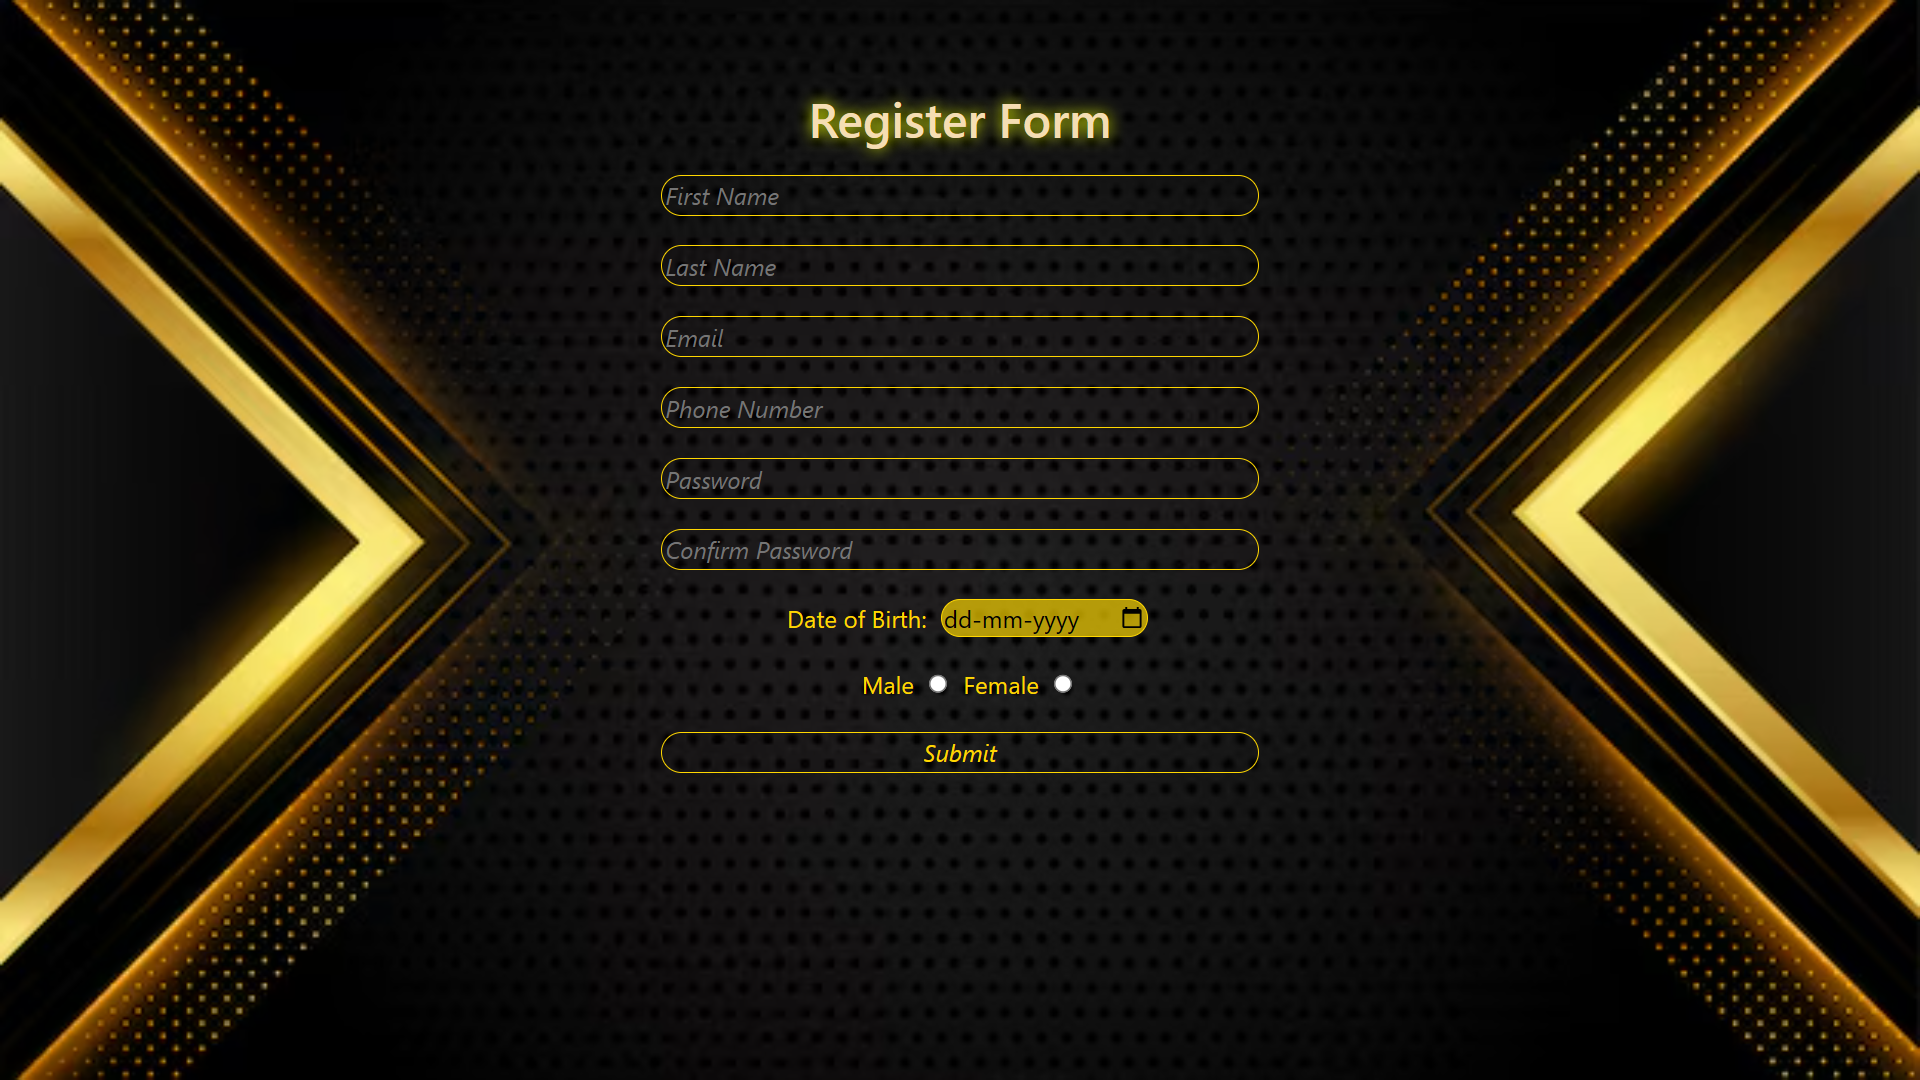 Register Form
First Name
Last Name
Email
Phone Number
Password
Confirm Password
Date of Birth: dd-mm-yyyy
Male Female
Submit